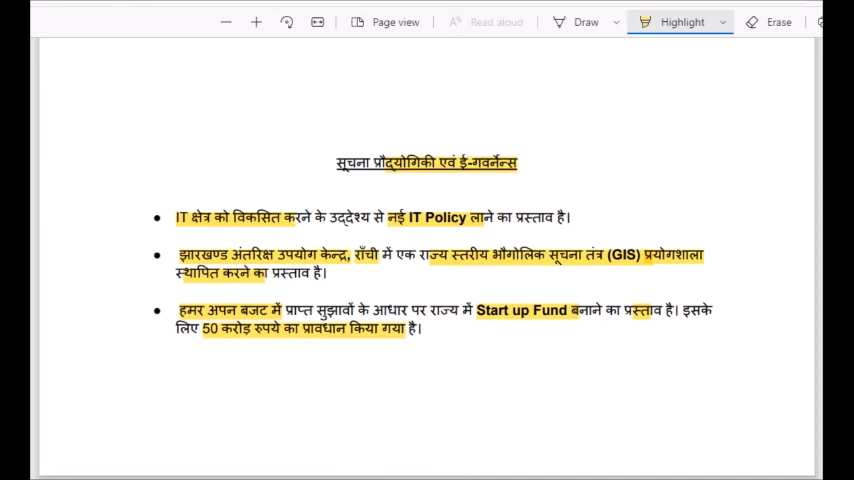 Page view
Read aloud
Draw
Highlight
Erase
सूचना प्रौद्योगिकी एवं ई-गवर्नेन्स
● IT क्षेत्र को विकसित करने के उद्देश्य से नई IT Policy लाने का प्रस्ताव है।
● झारखण्ड अंतरिक्ष उपयोग केन्द्र, राँची में एक राज्य स्तरीय भौगोलिक सूचना तंत्र (GIS) प्रयोगशाला
स्थापित करने का प्रस्ताव है।
● हमर अपन बजट में प्राप्त सुझावों के आधार पर राज्य में Start up Fund बनाने का प्रस्ताव है। इसके
लिए 50 करोड़ रुपये का प्रावधान किया गया है।